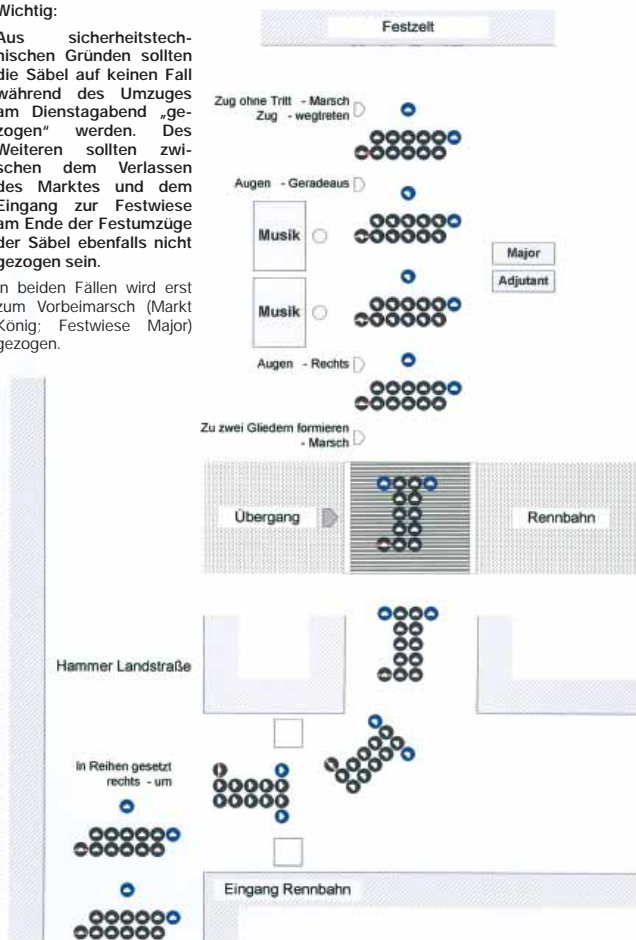 Wichtig:
Aus sicherheitstech-
nischen Gründen sollten
die Säbel auf keinen Fall
während des Umzuges
am Dienstagabend „ge-
zogen“ werden. Des
Weiteren sollten zwi-
schen dem Verlassen
des Marktes und dem
Eingang zur Festwiese
am Ende der Festumzüge
der Säbel ebenfalls nicht
gezogen sein.
In beiden Fällen wird erst
zum Vorbeimarsch (Markt
König; Festwiese Major)
gezogen.
Festzelt
Zug ohne Tritt - Marsch
Zug - wegtreten
Augen - Geradeaus
Musik
Major
Adjutant
Musik
Augen - Rechts
Zu zwei Gliedern formieren
- Marsch
Übergang
Rennbahn
Hammer Landstraße
In Reihen gesetzt
rechts - um
Eingang Rennbahn